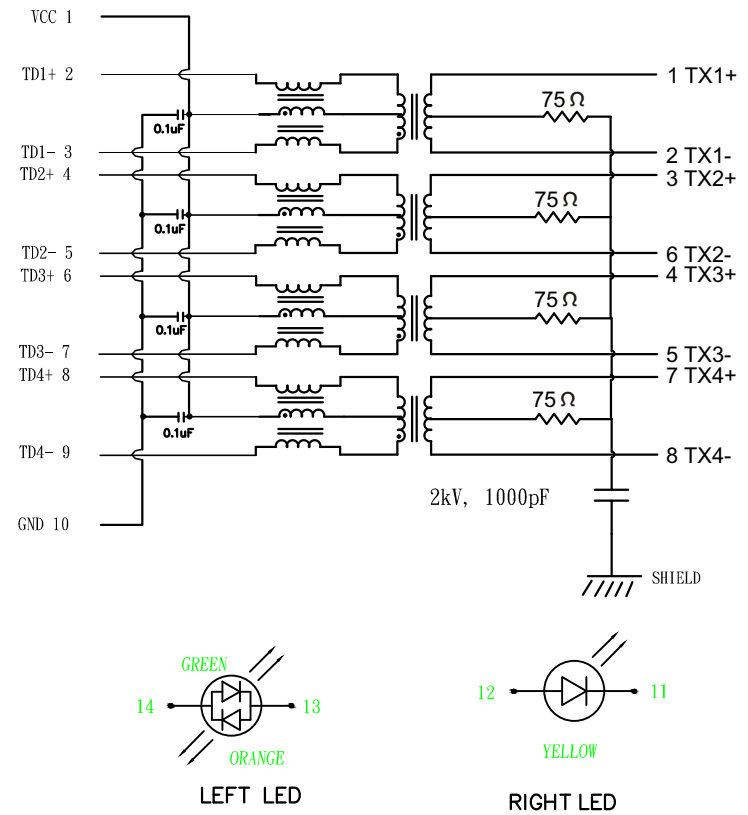 VCC 1
TD1+ 2
1 TX1+
75Ω
0.1uF
TD1- 3
2 TX1-
TD2+ 4
3 TX2+
75Ω
0.1uF
TD2- 5
6 TX2-
TD3+ 6
4 TX3+
75Ω
0.1uF
TD3- 7
5 TX3-
TD4+ 8
7 TX4+
75Ω
0.1uF
TD4- 9
8 TX4-
2kV, 1000pF
GND 10
SHIELD
GREEN
14
13
ORANGE
LEFT LED
12
11
YELLOW
RIGHT LED